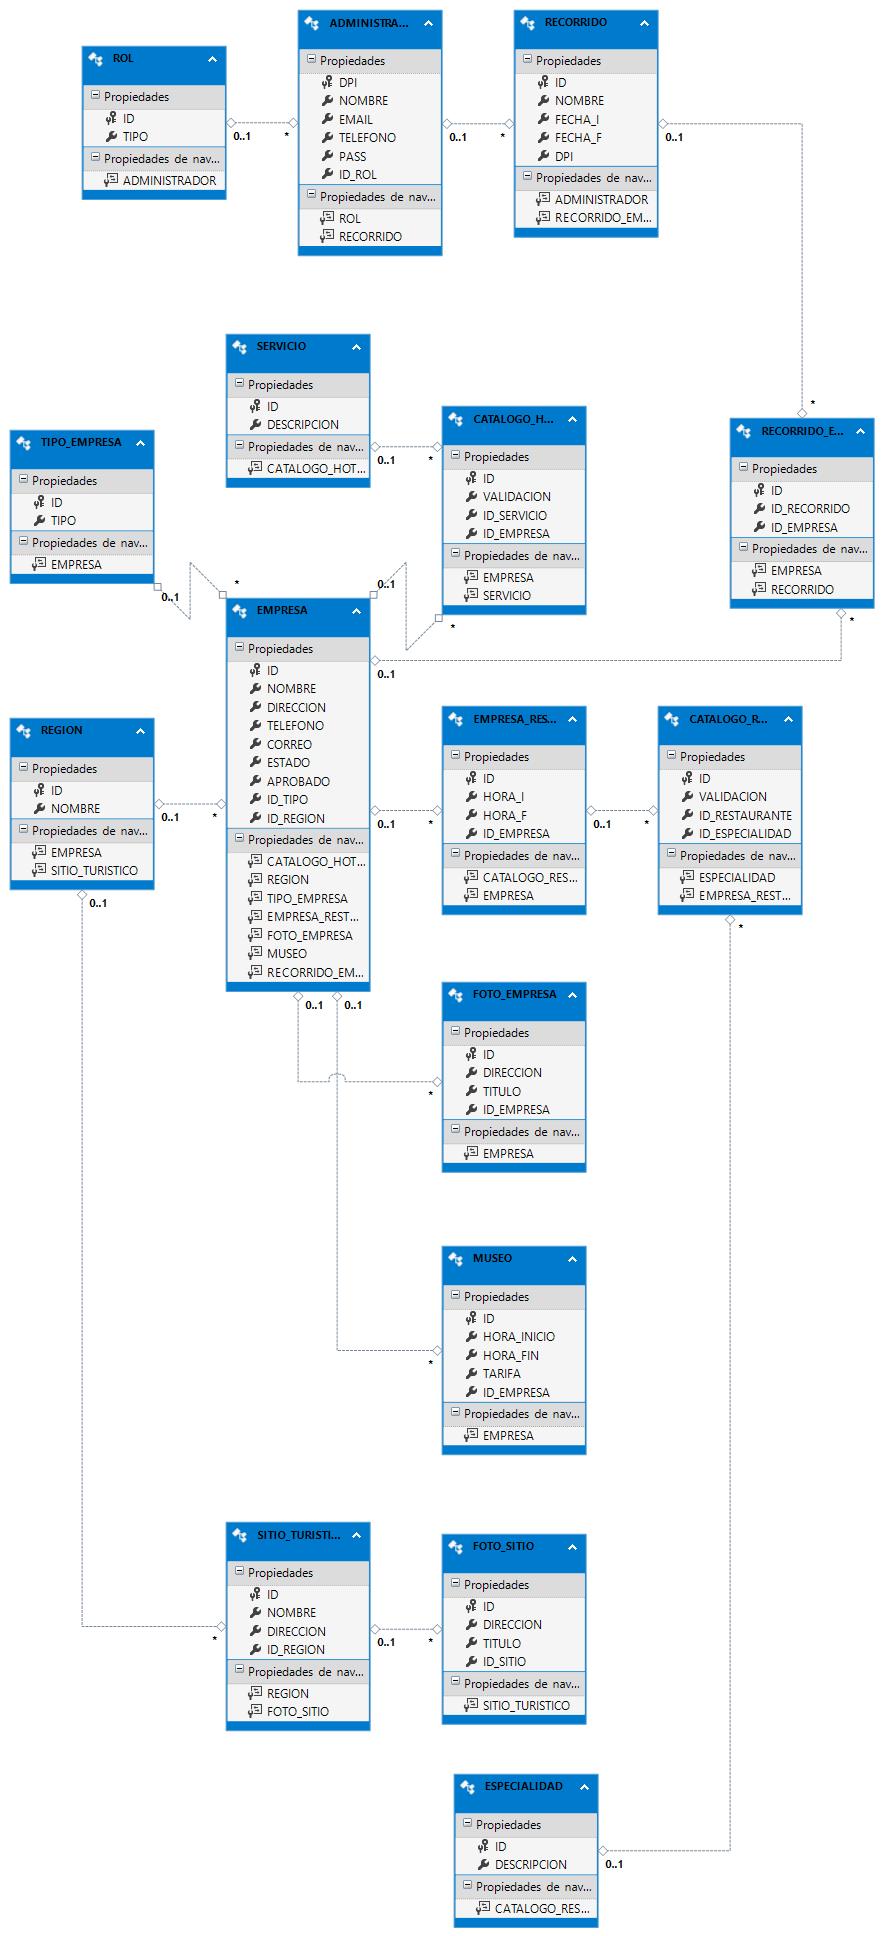 ROL
Propiedades
ID
TIPO
Propiedades de nav...
ADMINISTRADOR
0..1
*
ADMINISTRA...
Propiedades
DPI
NOMBRE
EMAIL
TELEFONO
PASS
ID_ROL
Propiedades de nav...
ROL
RECORRIDO
0..1
*
RECORRIDO
Propiedades
ID
NOMBRE
FECHA_I
FECHA_F
DPI
Propiedades de nav...
ADMINISTRADOR
RECORRIDO_EM...
0..1
*
SERVICIO
Propiedades
ID
DESCRIPCION
Propiedades de nav...
CATALOGO_HOT...
0..1
*
CATALOGO_H...
Propiedades
ID
VALIDACION
ID_SERVICIO
ID_EMPRESA
Propiedades de nav...
EMPRESA
SERVICIO
RECORRIDO_E...
Propiedades
ID
ID_RECORRIDO
ID_EMPRESA
Propiedades de nav...
EMPRESA
RECORRIDO
*
TIPO_EMPRESA
Propiedades
ID
TIPO
Propiedades de nav...
EMPRESA
0..1
*
0..1
*
EMPRESA
Propiedades
ID
NOMBRE
DIRECCION
TELEFONO
CORREO
ESTADO
APROBADO
ID_TIPO
ID_REGION
Propiedades de nav...
CATALOGO_HOT...
REGION
TIPO_EMPRESA
EMPRESA_REST...
FOTO_EMPRESA
MUSEO
RECORRIDO_EM...
0..1
REGION
Propiedades
ID
NOMBRE
Propiedades de nav...
EMPRESA
SITIO_TURISTICO
0..1
*
0..1
EMPRESA_RES...
Propiedades
ID
HORA_I
HORA_F
ID_EMPRESA
Propiedades de nav...
CATALOGO_RES...
EMPRESA
0..1
*
0..1
*
CATALOGO_R...
Propiedades
ID
VALIDACION
ID_RESTAURANTE
ID_ESPECIALIDAD
Propiedades de nav...
ESPECIALIDAD
EMPRESA_REST...
*
0..1
0..1
FOTO_EMPRESA
Propiedades
ID
DIRECCION
TITULO
ID_EMPRESA
Propiedades de nav...
EMPRESA
*
MUSEO
Propiedades
ID
HORA_INICIO
HORA_FIN
TARIFA
ID_EMPRESA
Propiedades de nav...
EMPRESA
*
SITIO_TURISTI...
Propiedades
ID
NOMBRE
DIRECCION
ID_REGION
Propiedades de nav...
REGION
FOTO_SITIO
*
0..1
*
FOTO_SITIO
Propiedades
ID
DIRECCION
TITULO
ID_SITIO
Propiedades de nav...
SITIO_TURISTICO
ESPECIALIDAD
Propiedades
ID
DESCRIPCION
Propiedades de nav...
CATALOGO_RES...
0..1